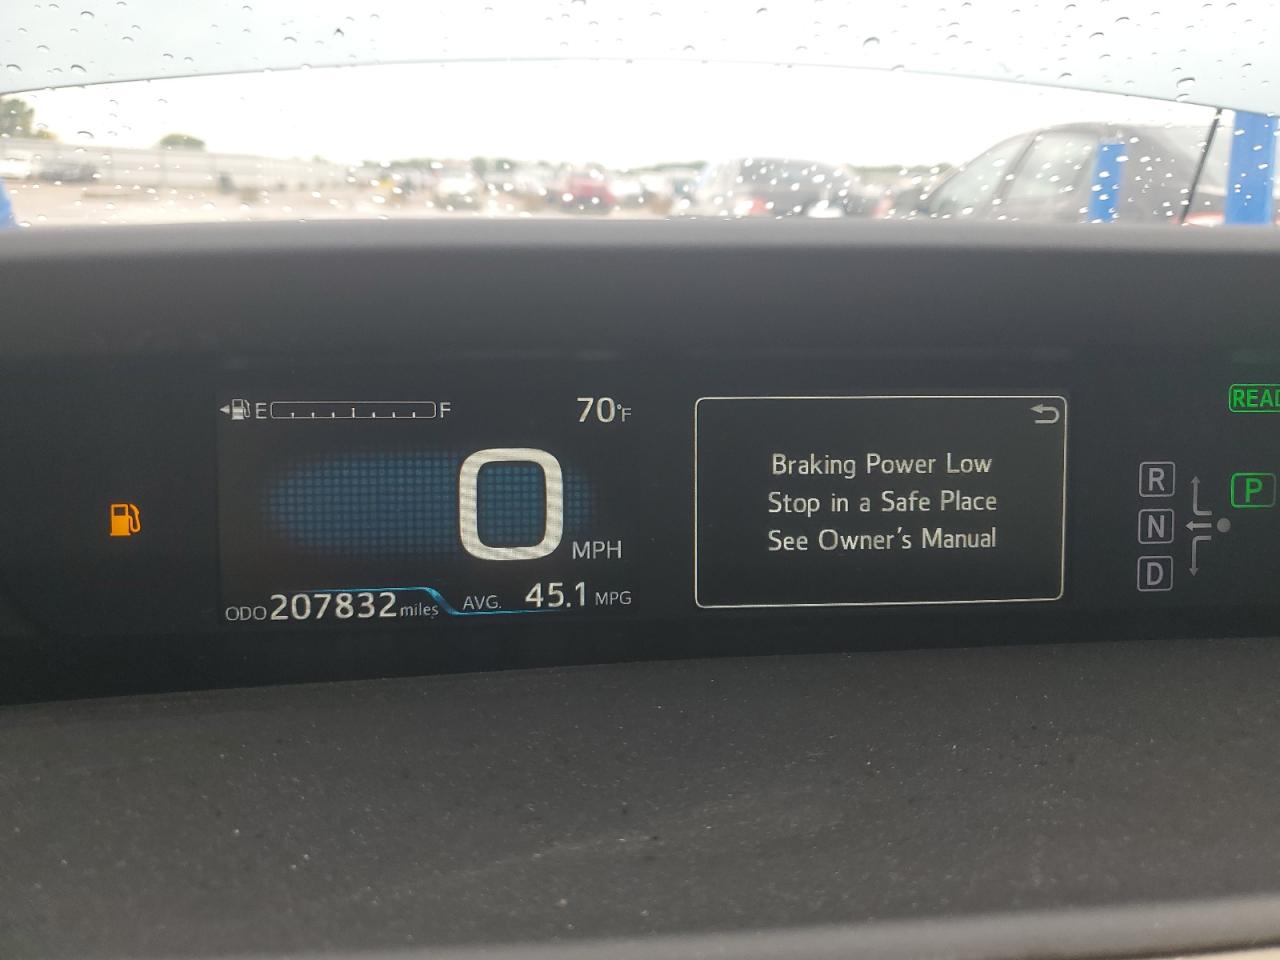 E F 70°F
0 MPH
ODO 207832 miles AVG. 45.1 MPG
Braking Power Low
Stop in a Safe Place
See Owner's Manual
R
N
D
P